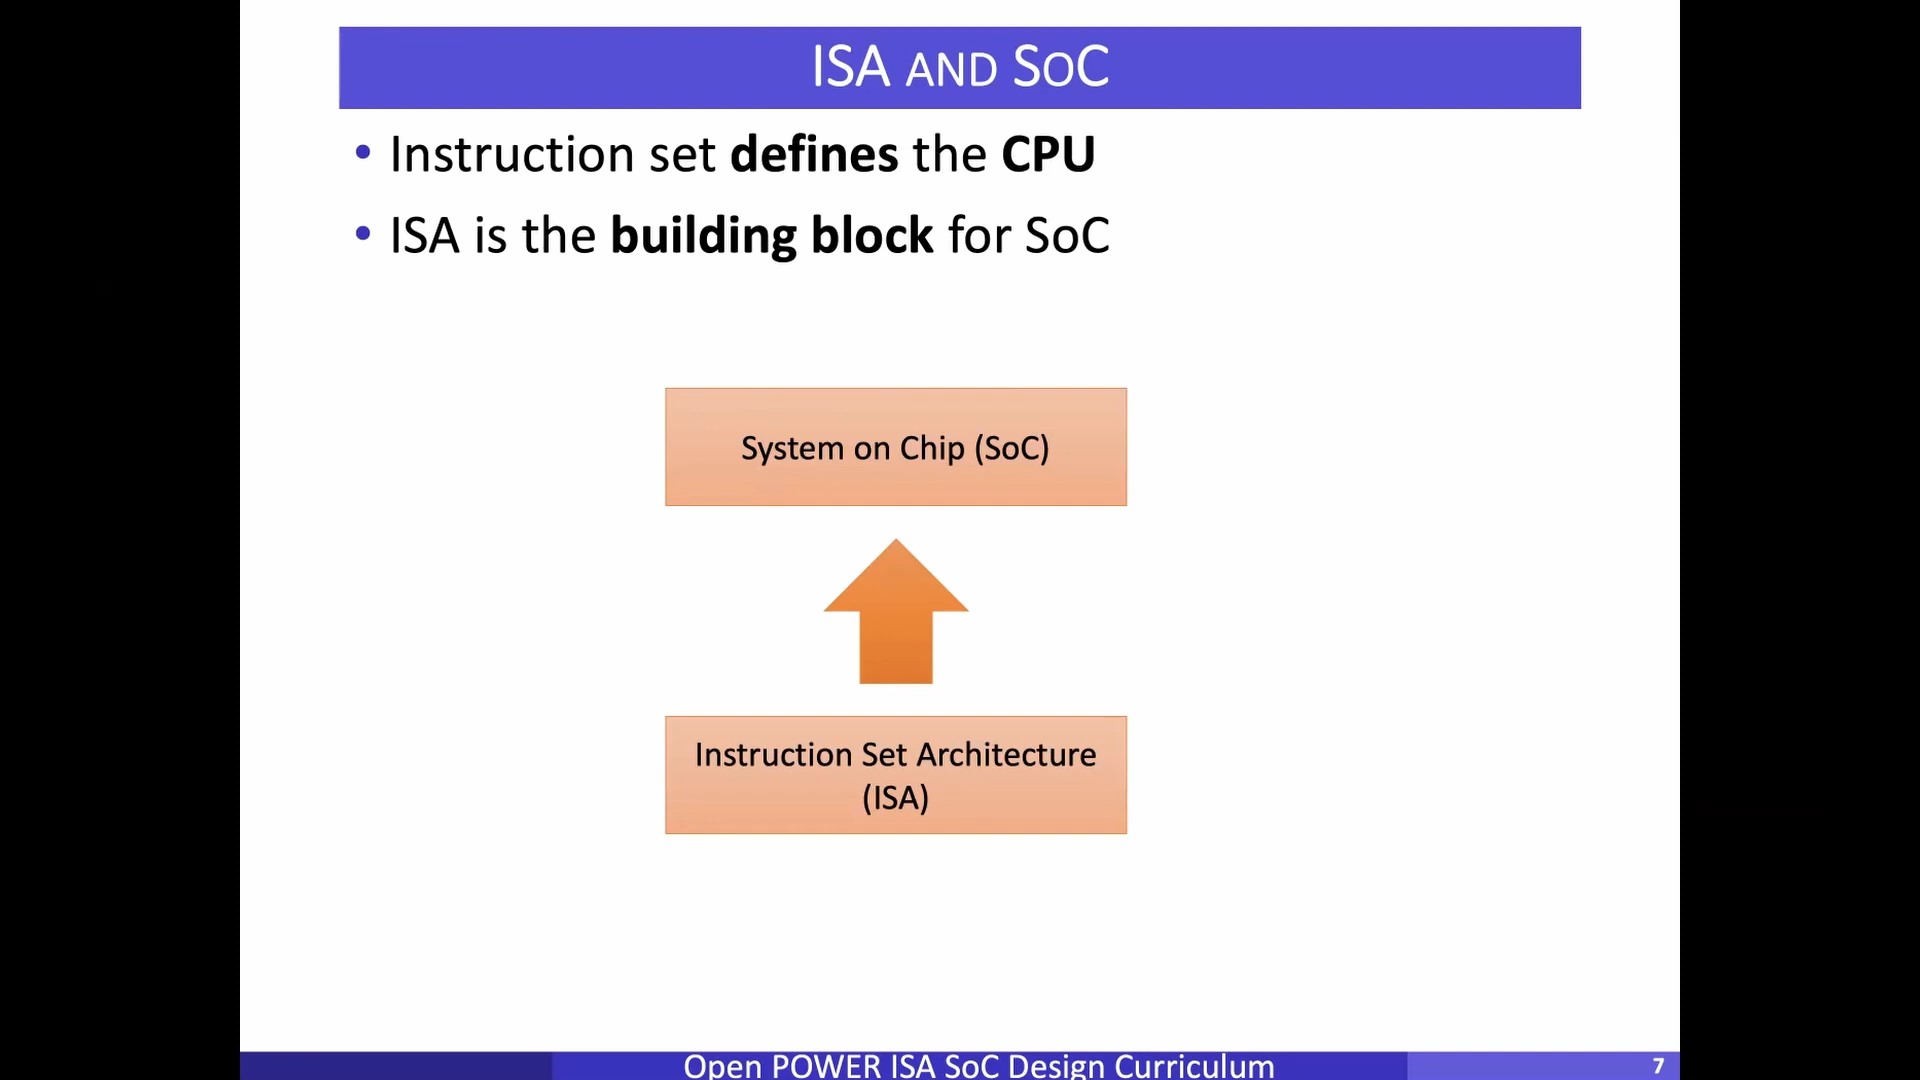 ISA AND SOC
• Instruction set defines the CPU
• ISA is the building block for SoC
System on Chip (SoC)
Instruction Set Architecture
(ISA)
Open POWER ISA SoC Design Curriculum
7